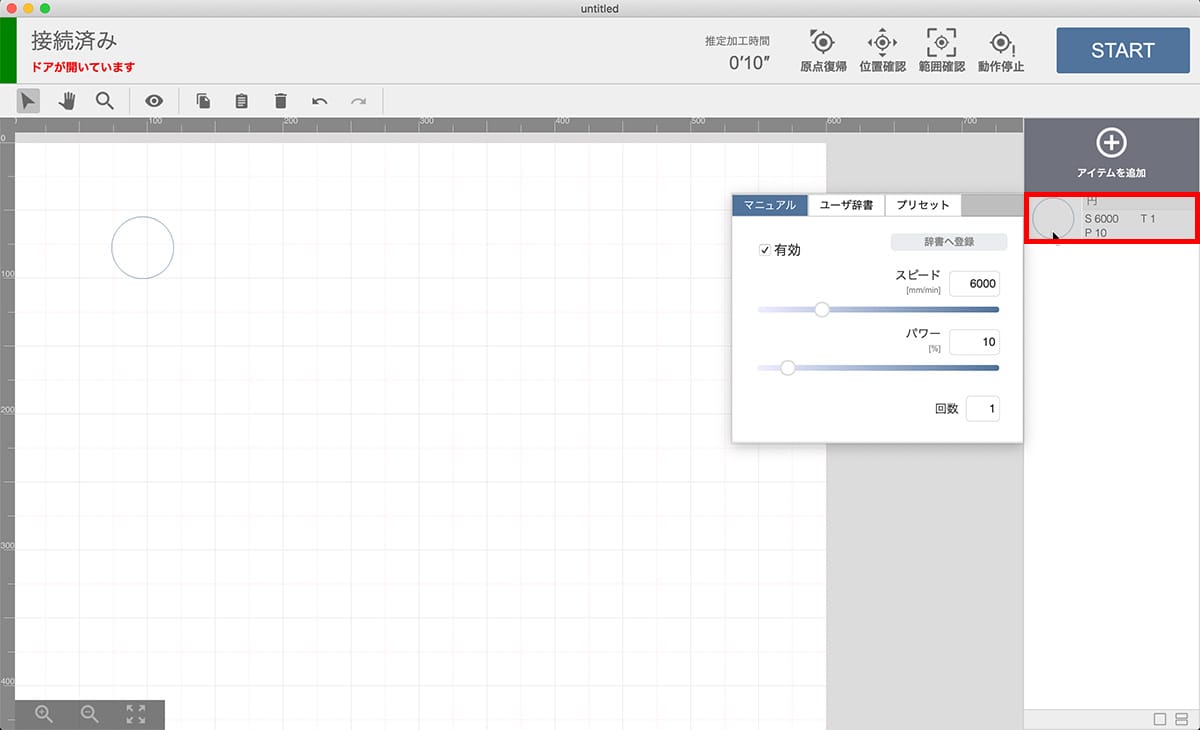 untitled
接続済み
ドアが開いています
推定加工時間
0'10"
原点復帰
位置確認
範囲確認
動作停止
START
100
200
300
400
500
600
700
0
100
200
300
400
アイテムを追加
円
S 6000 T 1
P 10
マニュアル
ユーザ辞書
プリセット
有効
辞書へ登録
スピード
[mm/min]
6000
パワー
[%]
10
回数
1